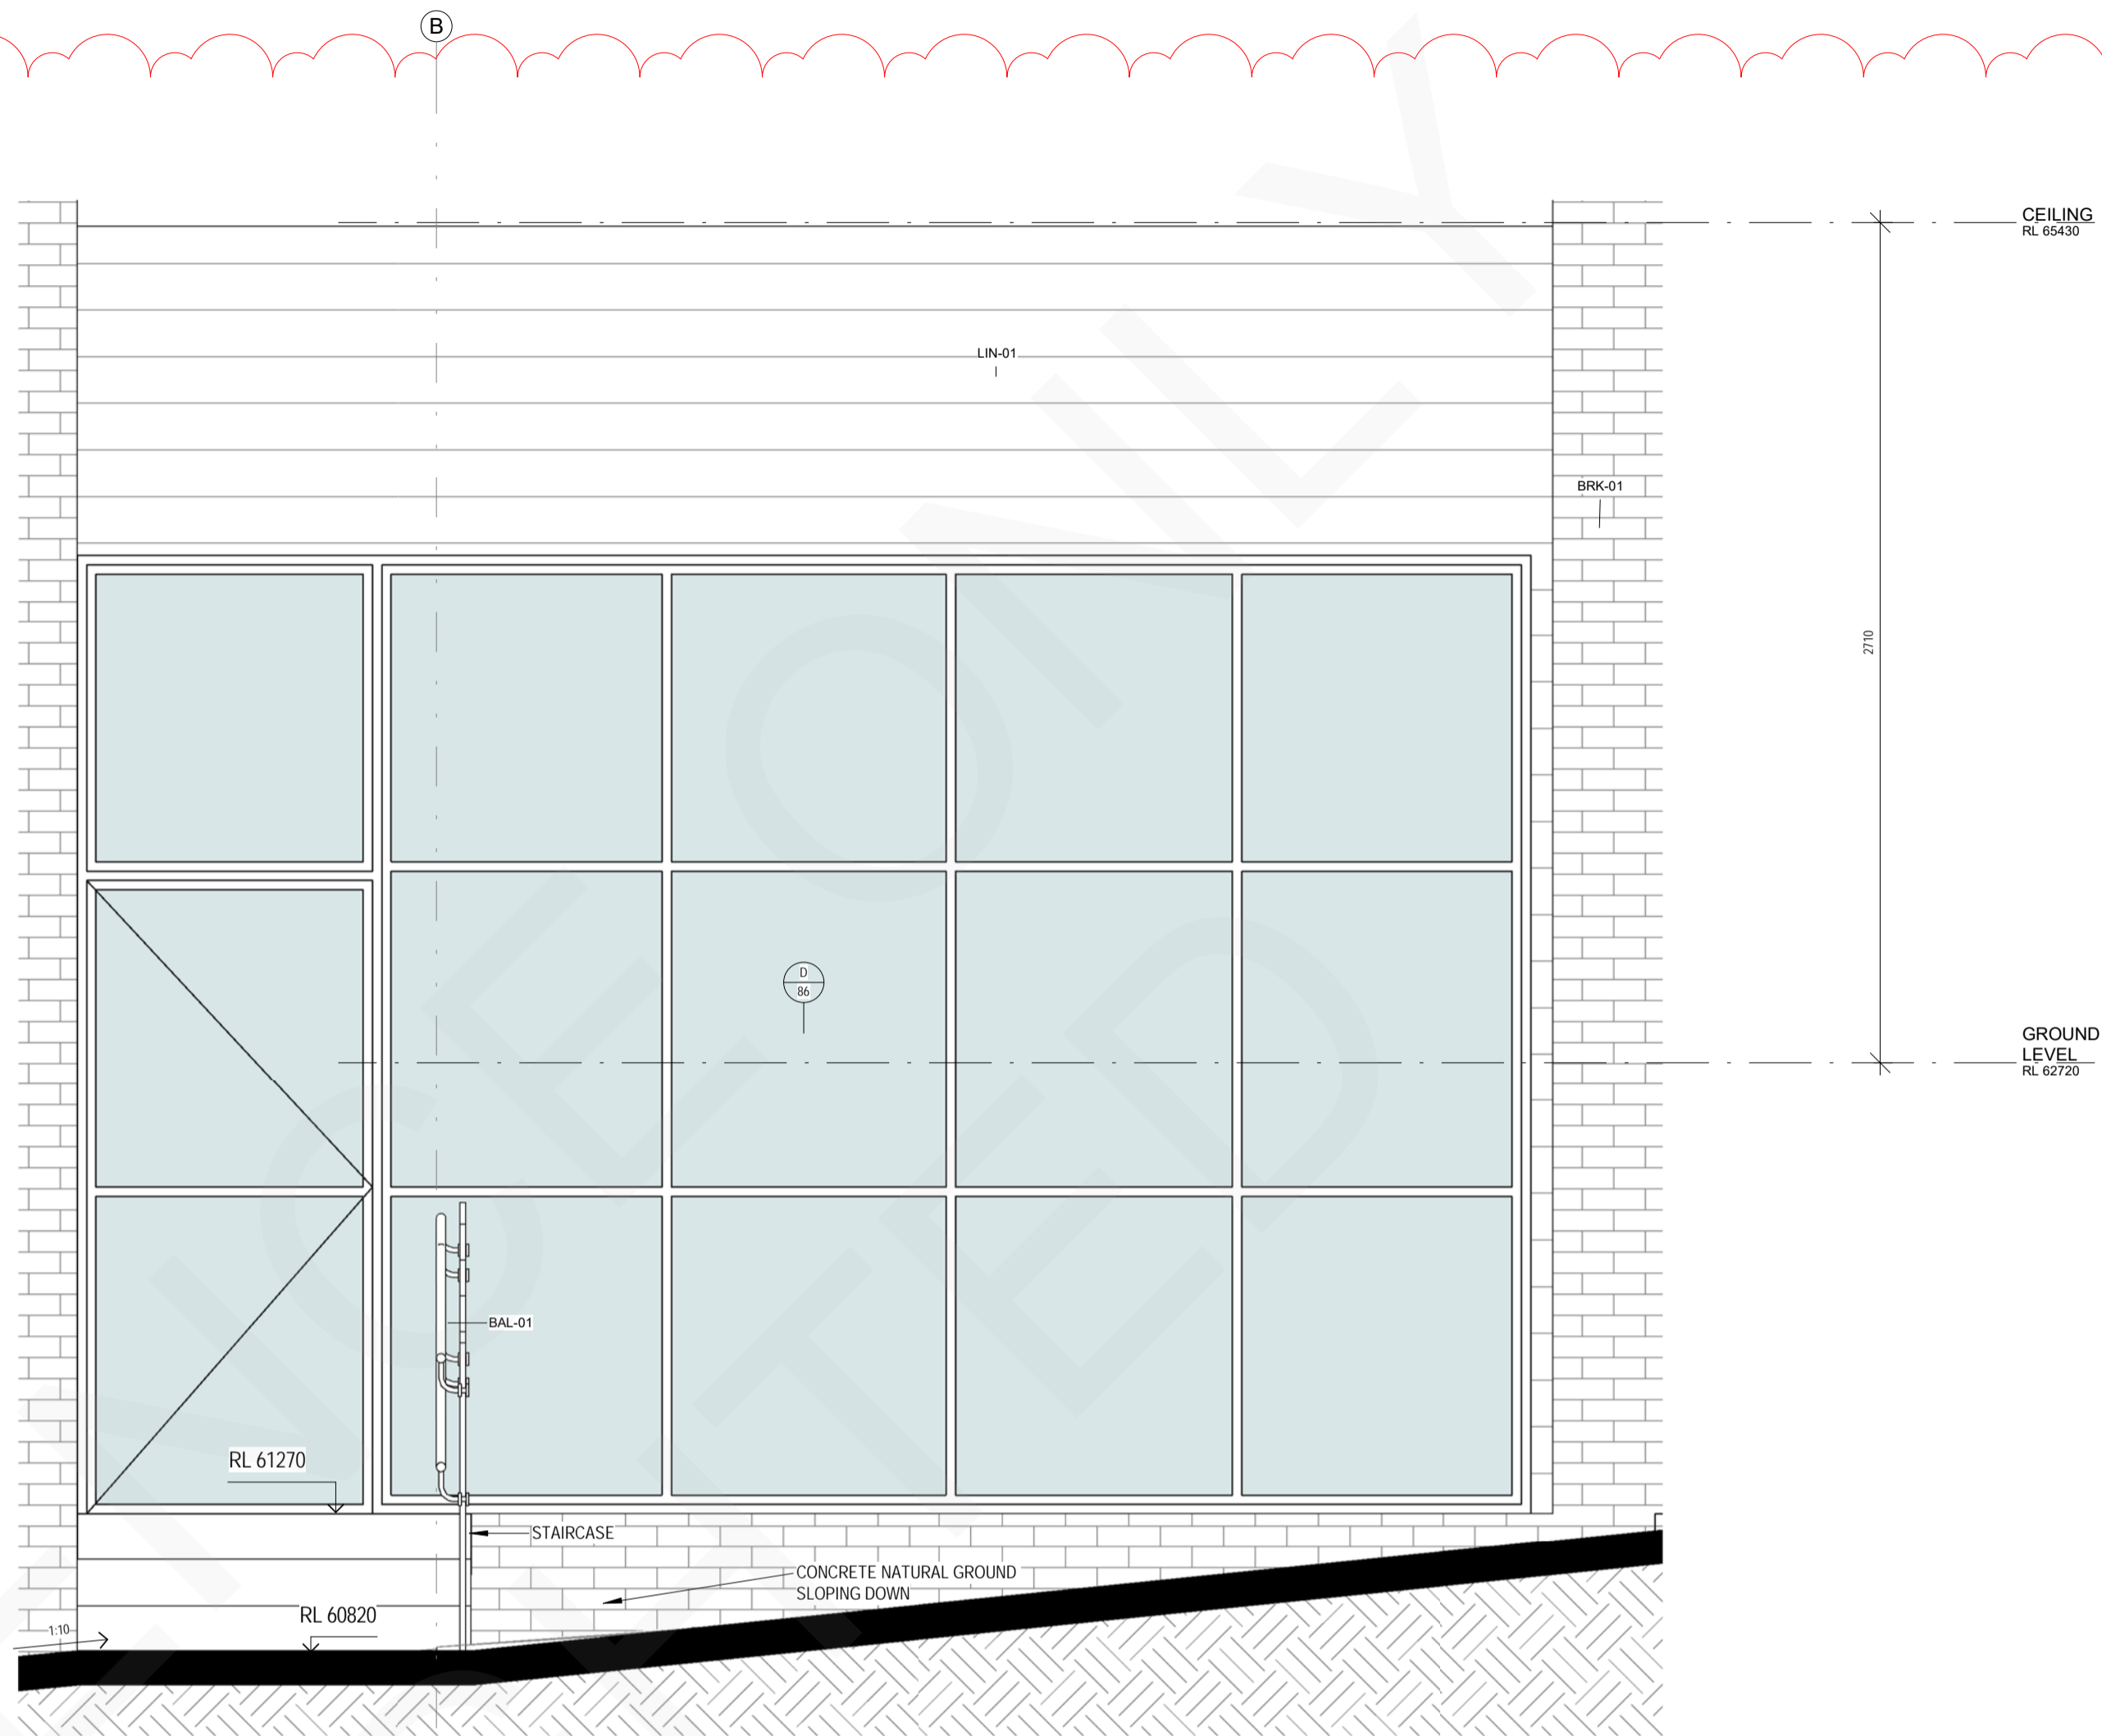 B
CEILING
RL 65430
LIN-01
BRK-01
2710
D
86
GROUND
LEVEL
RL 62720
BAL-01
RL 61270
STAIRCASE
CONCRETE NATURAL GROUND
SLOPING DOWN
RL 60820
1:10
ONLY